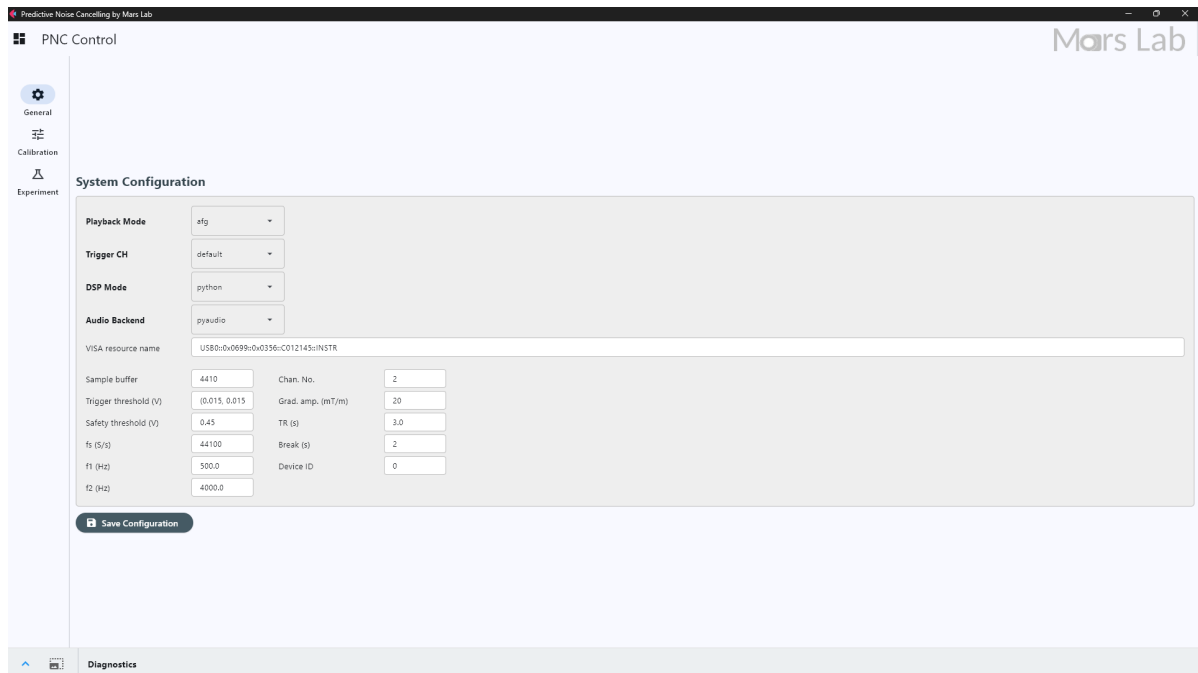 Predictive Noise Cancelling by Mars Lab
PNC Control
Mars Lab
General
Calibration
Experiment
System Configuration
Playback Mode afg
Trigger CH default
DSP Mode python
Audio Backend pyaudio
VISA resource name USB0::0x0699::0x0356::C012145::INSTR
Sample buffer 4410 Chan. No. 2
Trigger threshold (V) (0.015, 0.015 Grad. amp. (mT/m) 20
Safety threshold (V) 0.45 TR (s) 3.0
fs (S/s) 44100 Break (s) 2
f1 (Hz) 500.0 Device ID 0
f2 (Hz) 4000.0
Save Configuration
Diagnostics